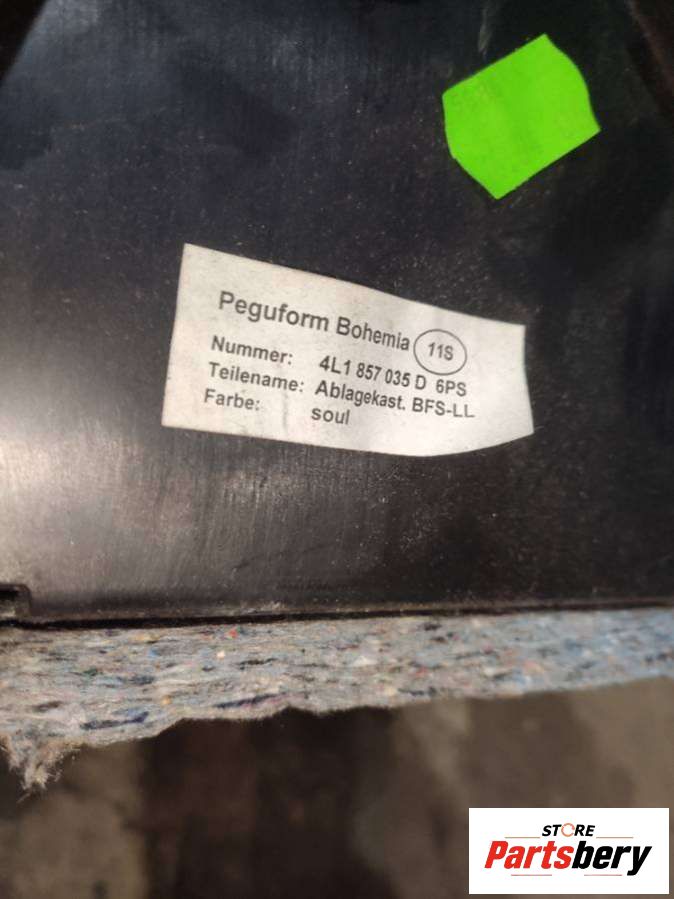 Peguform Bohemia 11S
Nummer: 4L1 857 035 D 6PS
Teilename: Ablagekast. BFS-LL
Farbe: soul
STORE
Partsbery